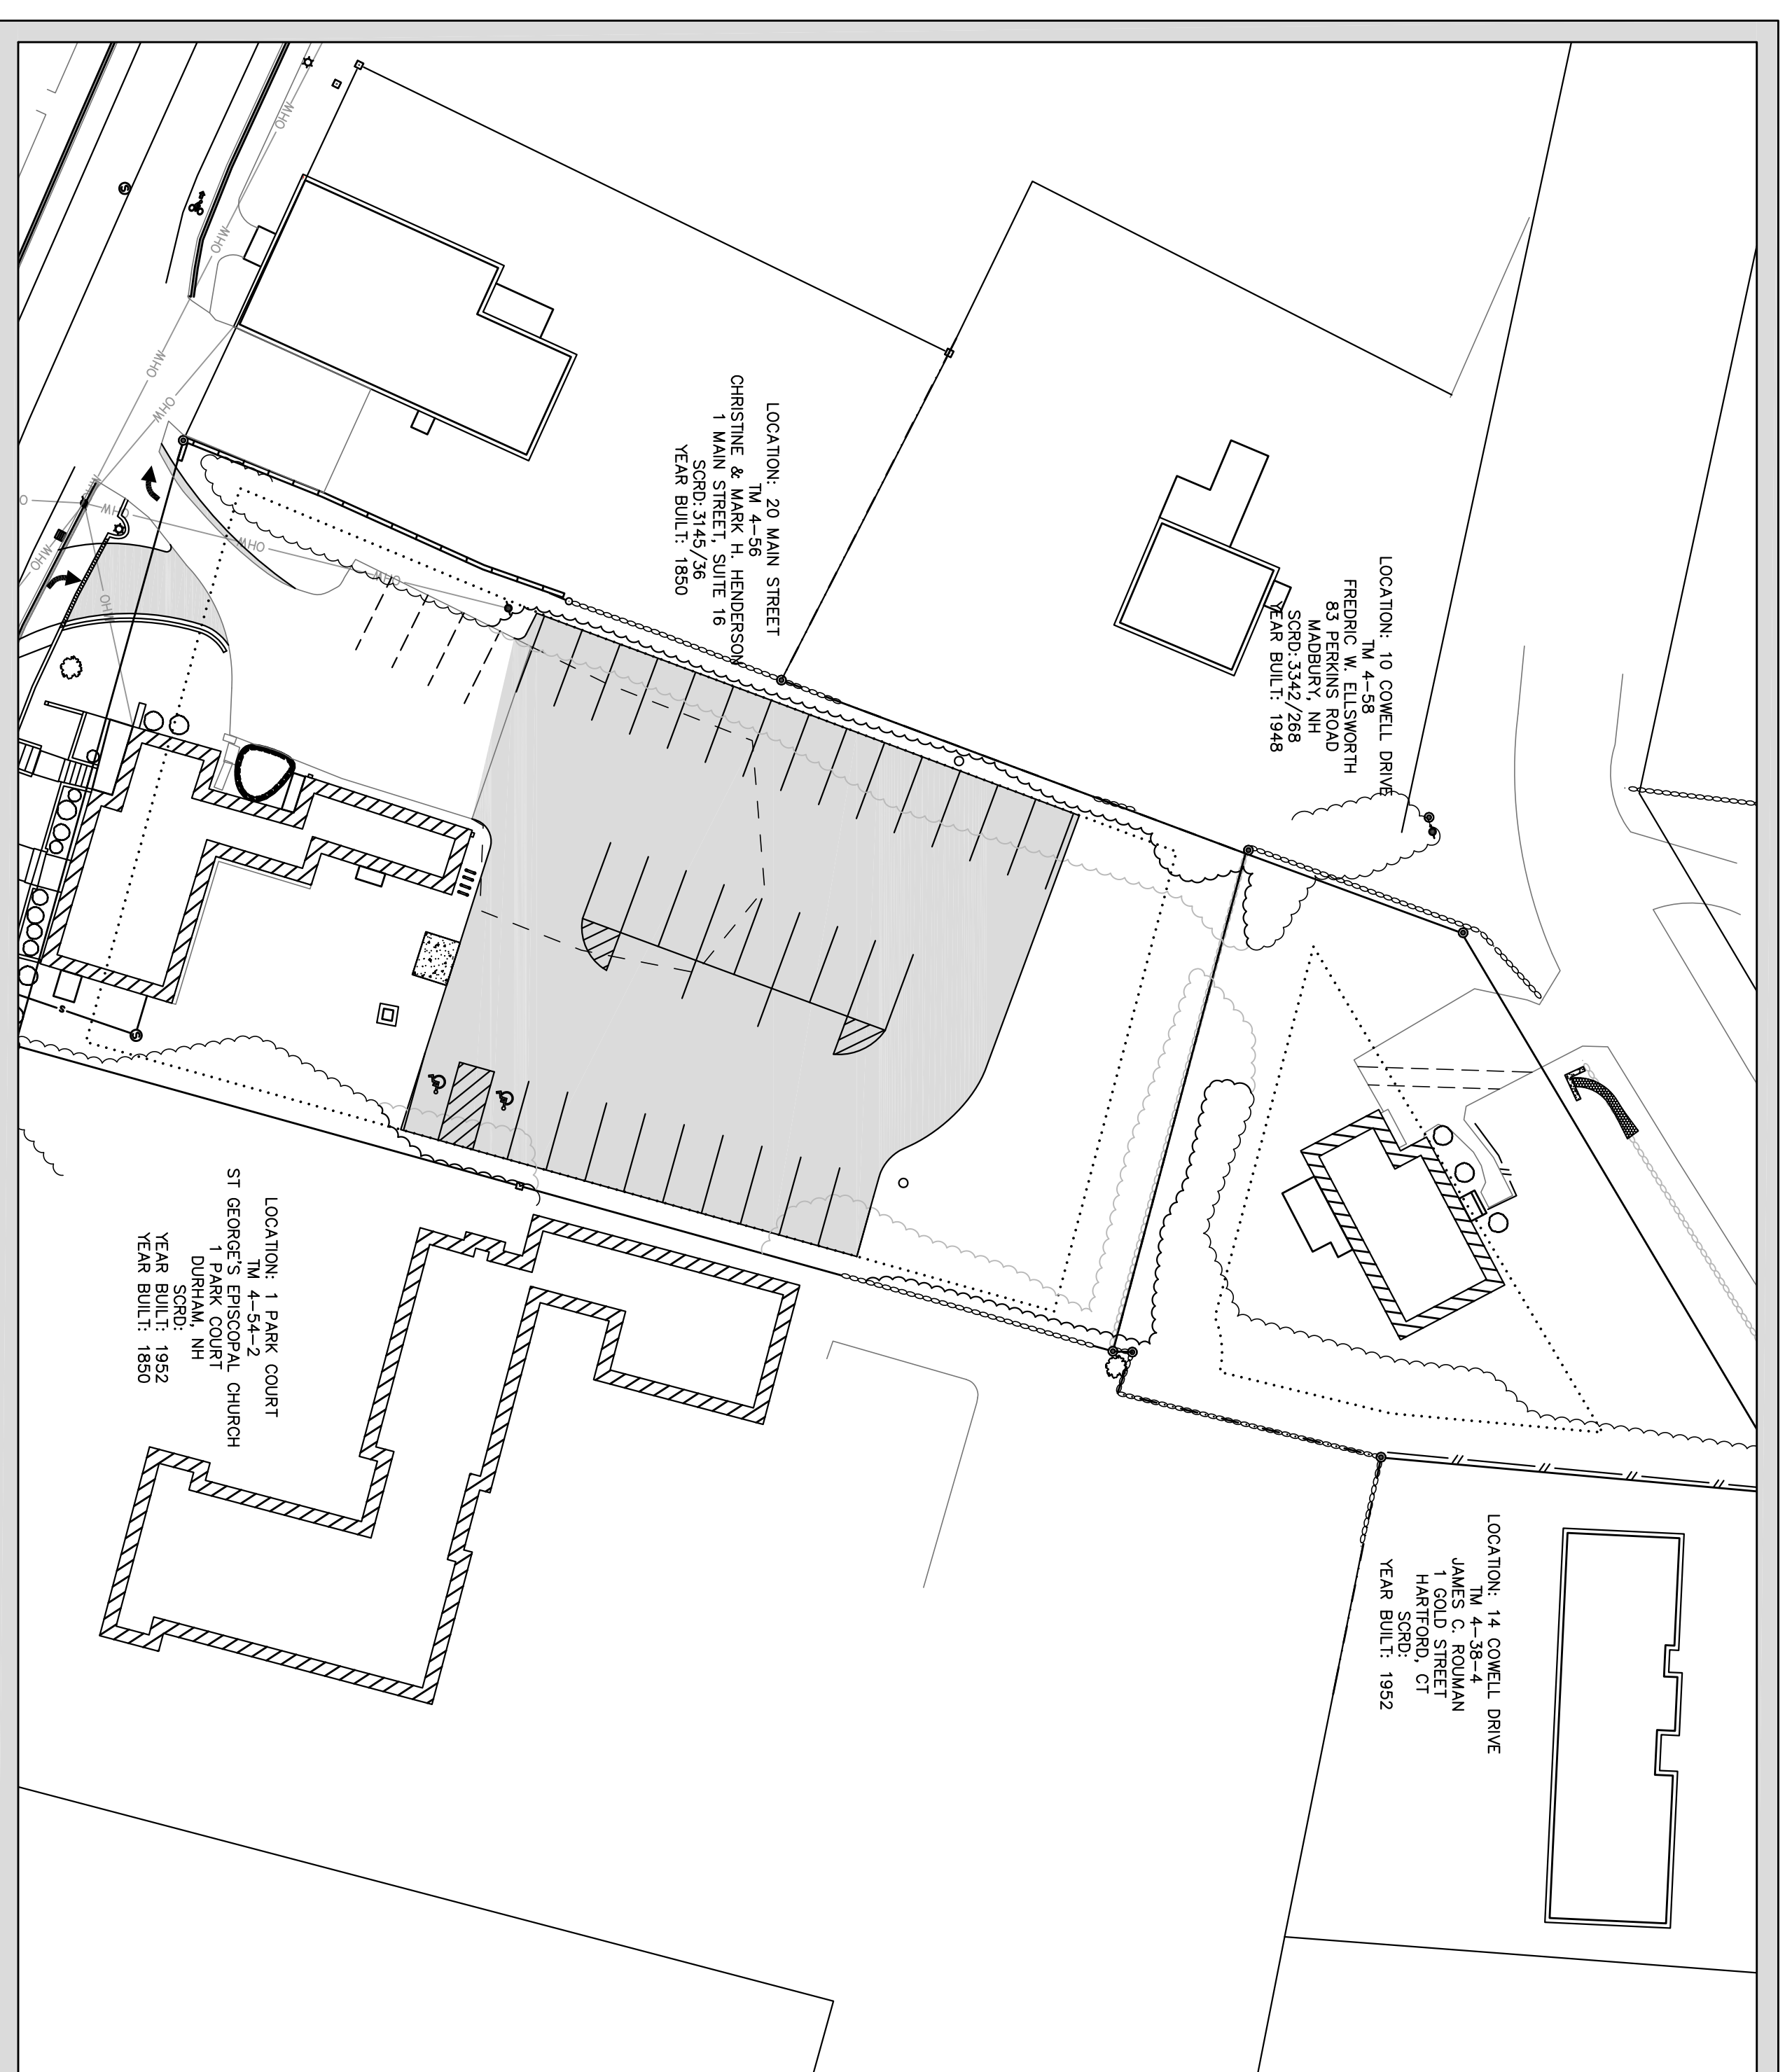 LOCATION: 20 MAIN STREET
TM 4-56
CHRISTINE & MARK H. HENDERSON
1 MAIN STREET, SUITE 16
SCRD:3145/36
YEAR BUILT: 1850
LOCATION: 10 COWELL DRIVE
TM 4-58
FREDRIC W. ELLSWORTH
83 PERKINS ROAD
MADBURY, NH
SCRD:3342/268
YEAR BUILT: 1948
LOCATION: 1 PARK COURT
TM 4-54-2
ST GEORGE'S EPISCOPAL CHURCH
1 PARK COURT
DURHAM, NH
SCRD:
YEAR BUILT: 1952
YEAR BUILT: 1850
LOCATION: 14 COWELL DRIVE
TM 4-38-4
JAMES C. ROUMAN
1 GOLD STREET
HARTFORD, CT
SCRD:
YEAR BUILT: 1952
OHW
OHW
OHW
OHW
OHW
OHW
OHW
OHW
OHW
OHW
O
S
S
S